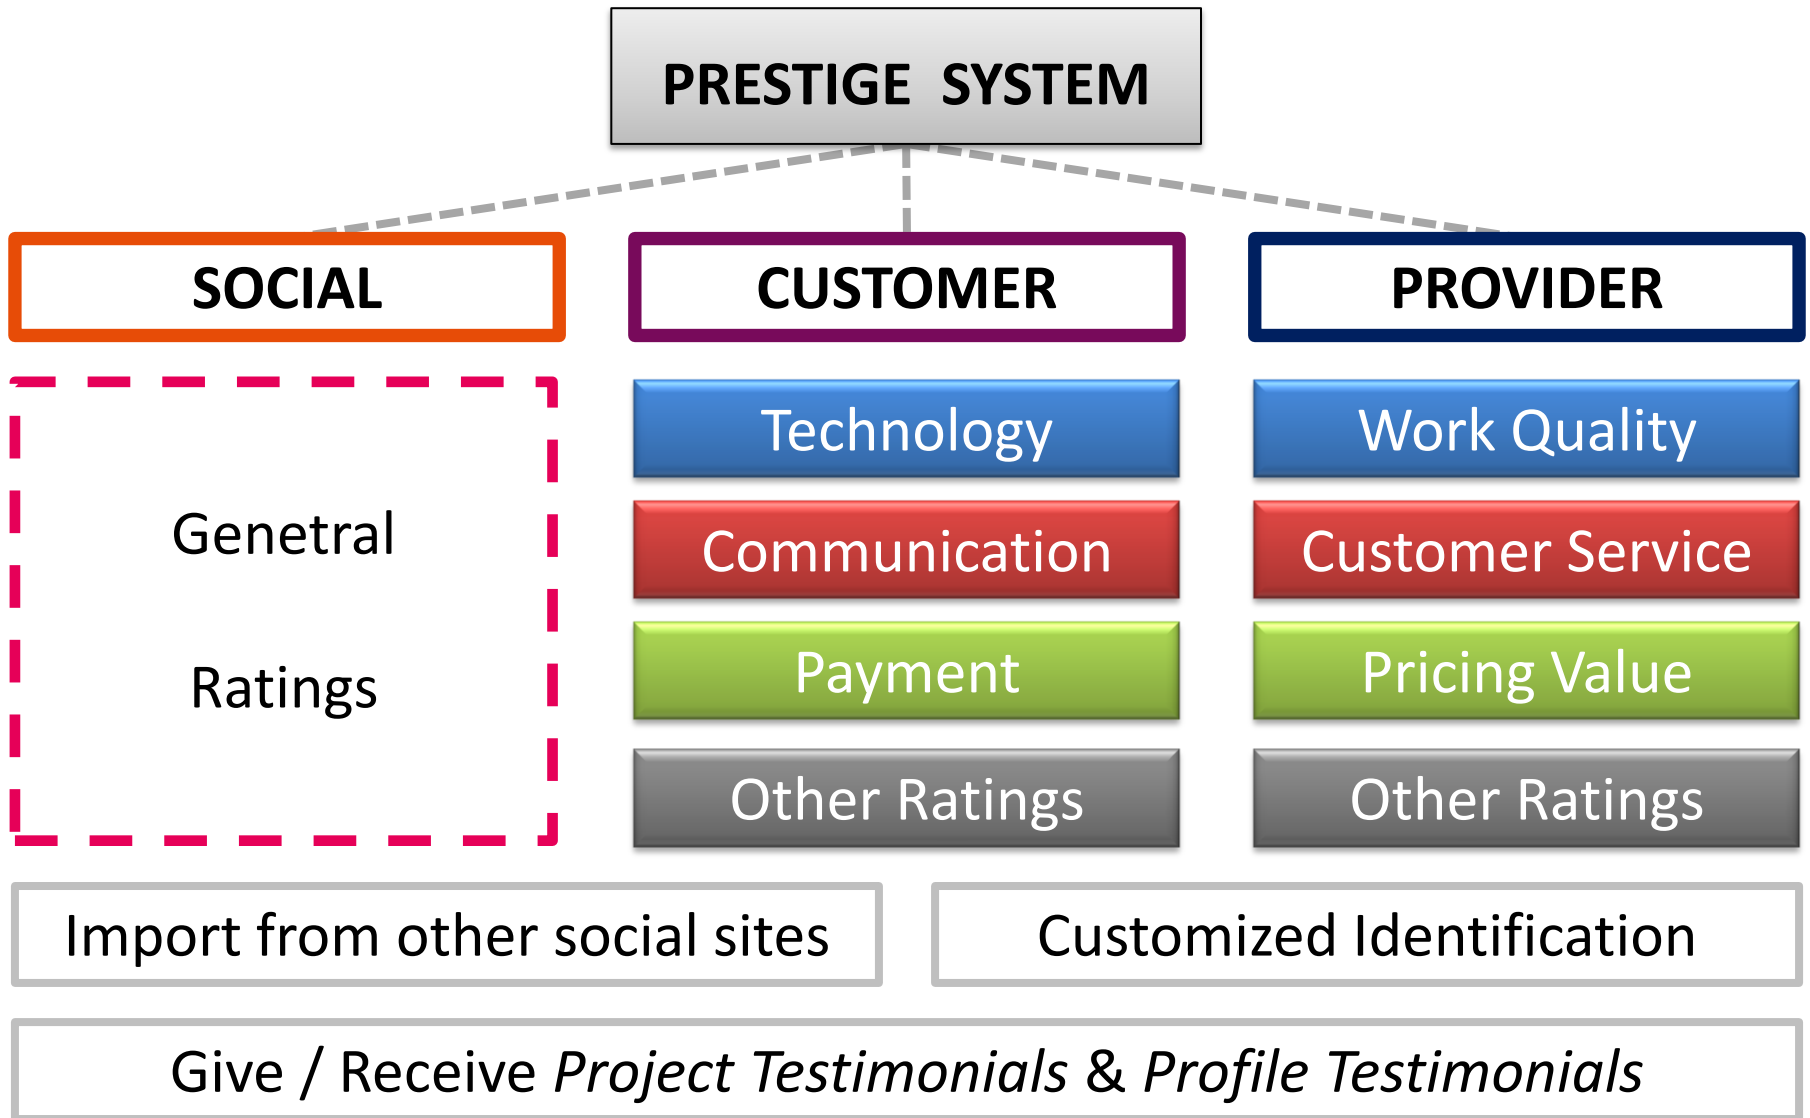 PRESTIGE SYSTEM
SOCIAL
CUSTOMER
PROVIDER
Genetral
Ratings
Technology
Communication
Payment
Other Ratings
Work Quality
Customer Service
Pricing Value
Other Ratings
Import from other social sites
Customized Identification
Give / Receive Project Testimonials & Profile Testimonials